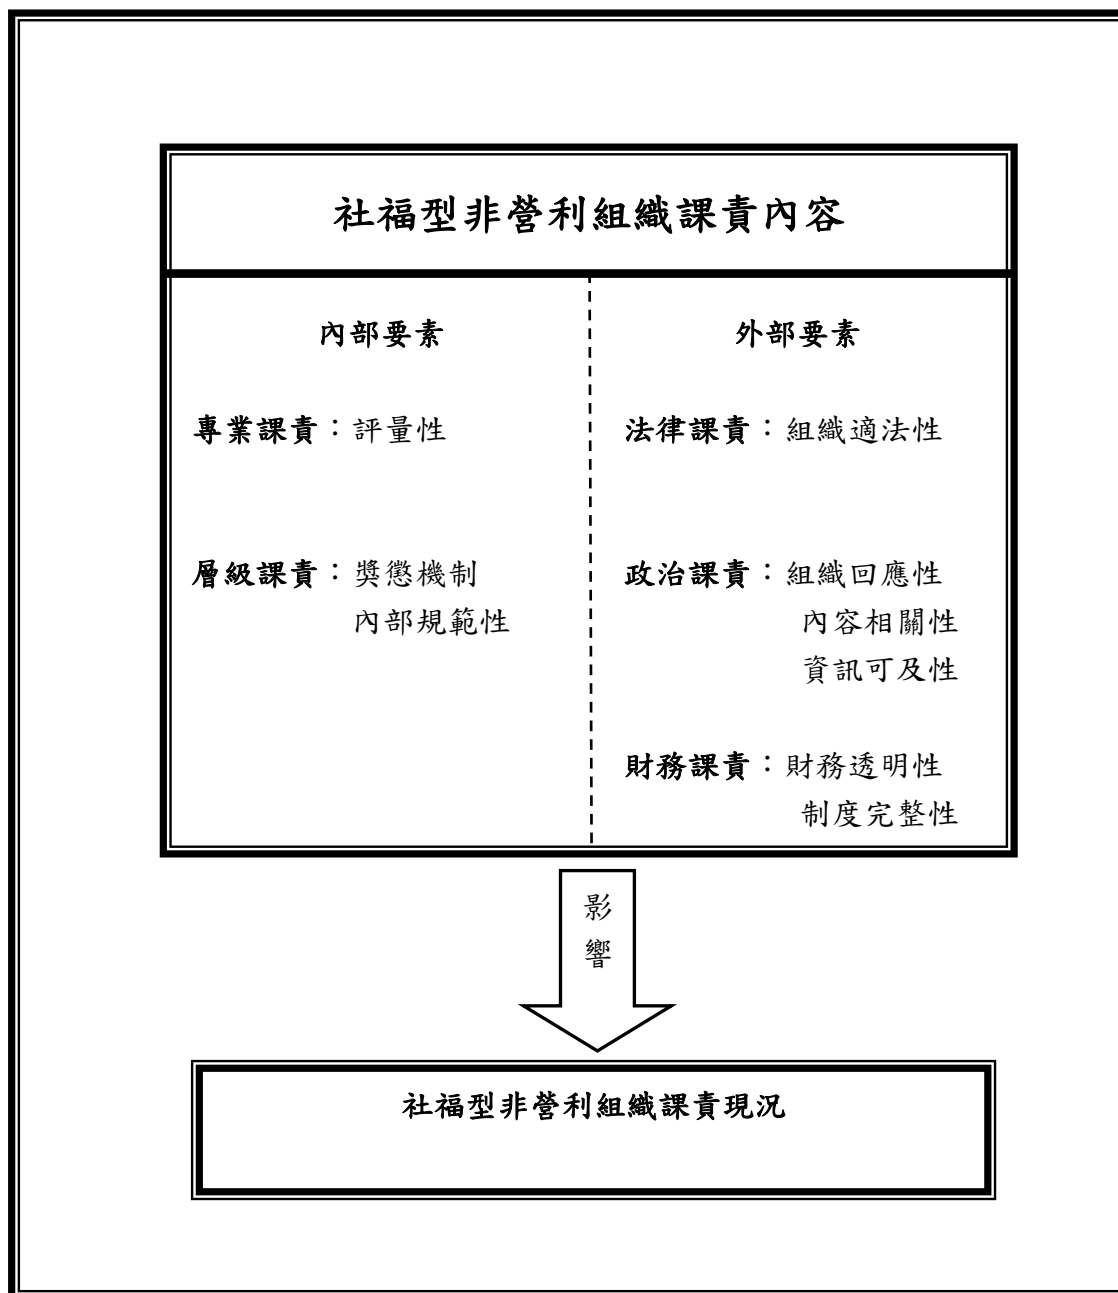 社福型非營利組織課責內容
內部要素
專業課責：評量性
層級課責：獎懲機制
內部規範性
外部要素
法律課責：組織適法性
政治課責：組織回應性
內容相關性
資訊可及性
財務課責：財務透明性
制度完整性
影
響
社福型非營利組織課責現況